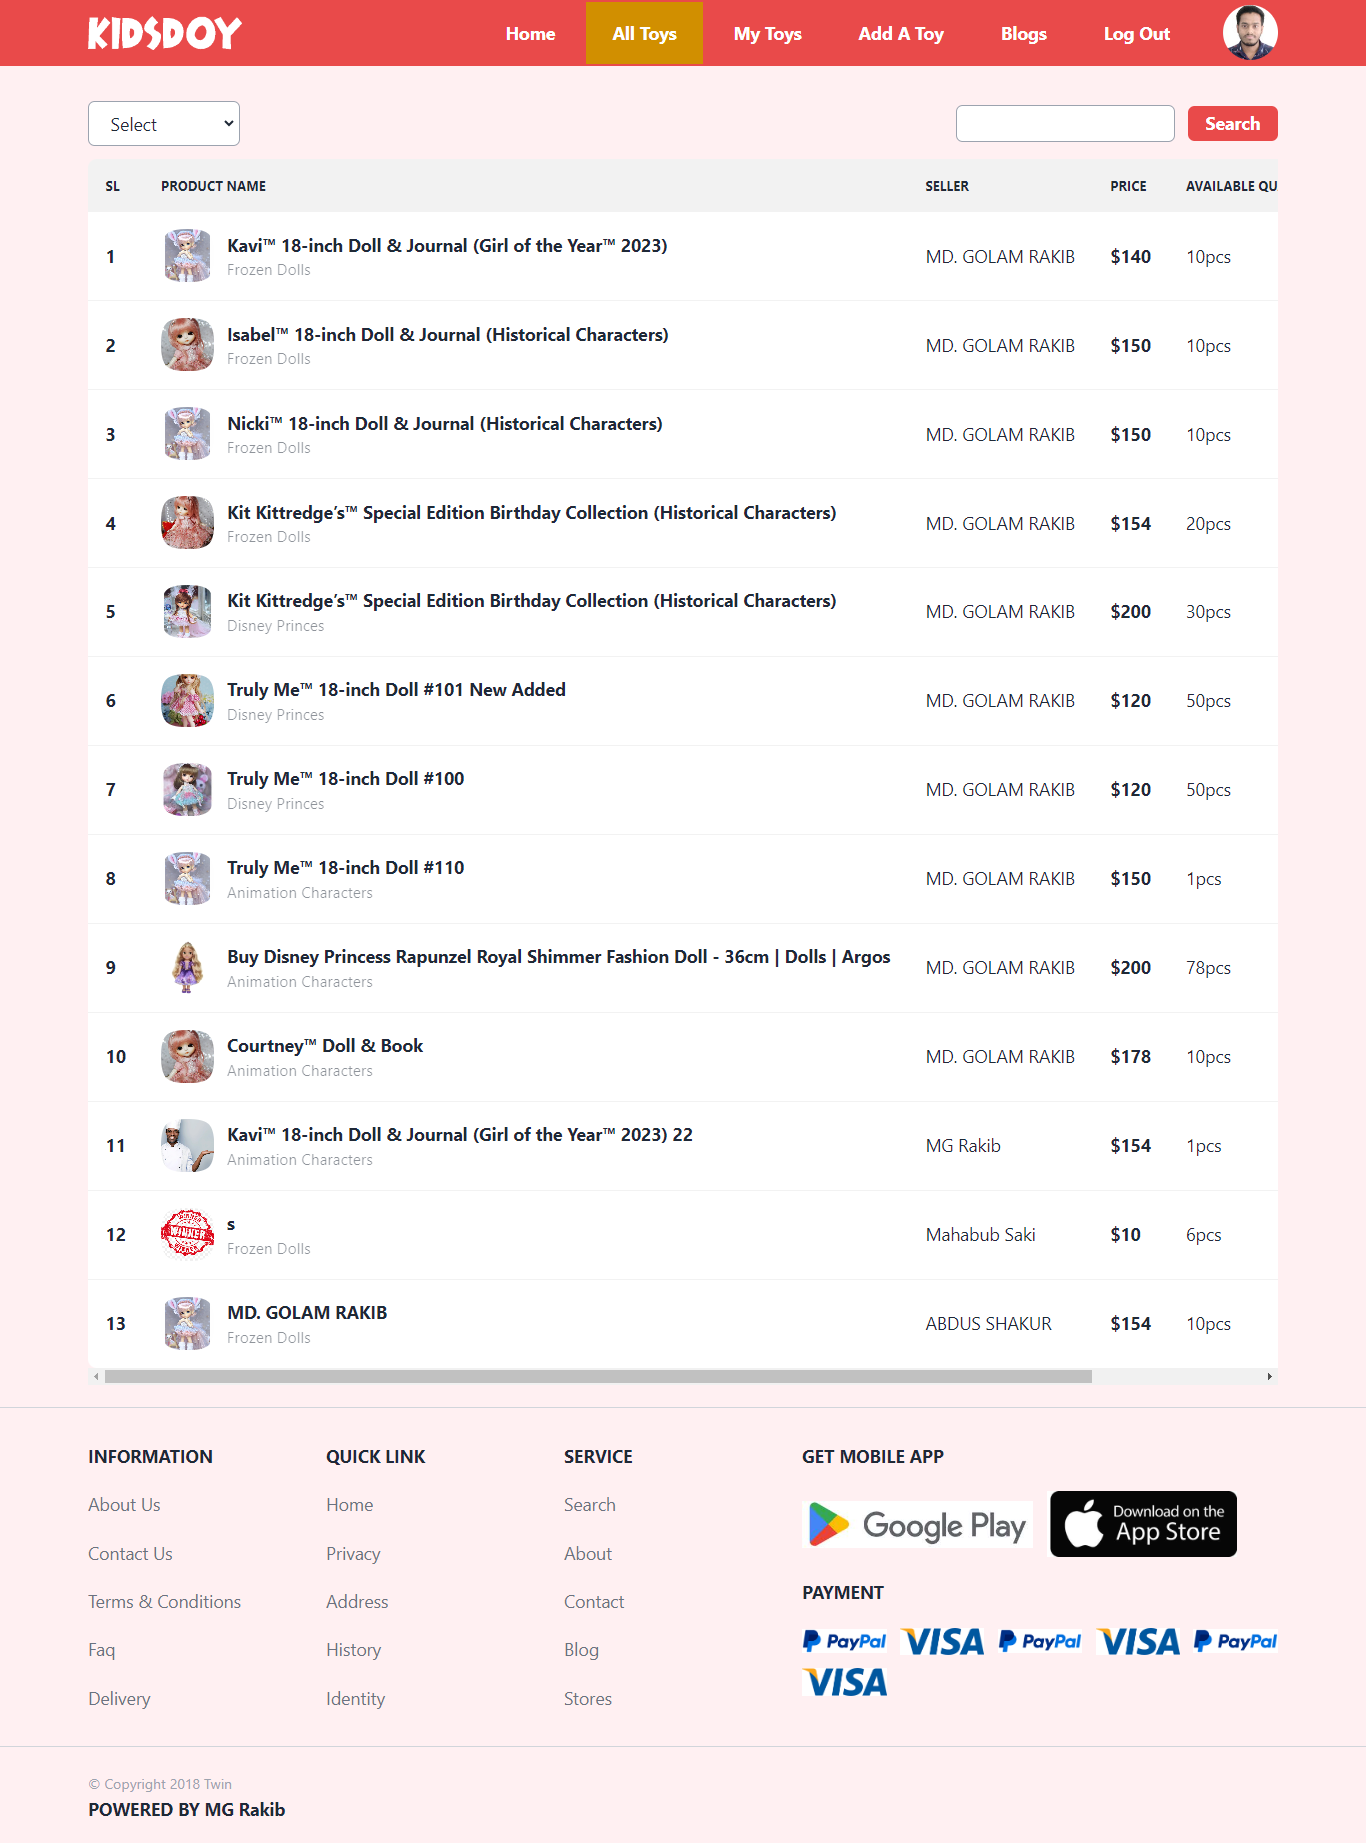 KIDSDOY
Home All Toys My Toys Add A Toy Blogs Log Out
Select Search
SL PRODUCT NAME SELLER PRICE AVAILABLE QU
1 Kavi™ 18-inch Doll & Journal (Girl of the Year™ 2023) MD. GOLAM RAKIB $140 10pcs
Frozen Dolls
2 Isabel™ 18-inch Doll & Journal (Historical Characters) MD. GOLAM RAKIB $150 10pcs
Frozen Dolls
3 Nicki™ 18-inch Doll & Journal (Historical Characters) MD. GOLAM RAKIB $150 10pcs
Frozen Dolls
4 Kit Kittredge’s™ Special Edition Birthday Collection (Historical Characters) MD. GOLAM RAKIB $154 20pcs
Frozen Dolls
5 Kit Kittredge’s™ Special Edition Birthday Collection (Historical Characters) MD. GOLAM RAKIB $200 30pcs
Disney Princes
6 Truly Me™ 18-inch Doll #101 New Added MD. GOLAM RAKIB $120 50pcs
Disney Princes
7 Truly Me™ 18-inch Doll #100 MD. GOLAM RAKIB $120 50pcs
Disney Princes
8 Truly Me™ 18-inch Doll #110 MD. GOLAM RAKIB $150 1pcs
Animation Characters
9 Buy Disney Princess Rapunzel Royal Shimmer Fashion Doll - 36cm | Dolls | Argos MD. GOLAM RAKIB $200 78pcs
Animation Characters
10 Courtney™ Doll & Book MD. GOLAM RAKIB $178 10pcs
Animation Characters
11 Kavi™ 18-inch Doll & Journal (Girl of the Year™ 2023) 22 MG Rakib $154 1pcs
Animation Characters
12 WINNER s Mahabub Saki $10 6pcs
Frozen Dolls
13 MD. GOLAM RAKIB ABDUS SHAKUR $154 10pcs
Frozen Dolls
INFORMATION
About Us
Contact Us
Terms & Conditions
Faq
Delivery
QUICK LINK
Home
Privacy
Address
History
Identity
SERVICE
Search
About
Contact
Blog
Stores
GET MOBILE APP
Google Play
Download on the
App Store
PAYMENT
PayPal VISA PayPal VISA PayPal
VISA
© Copyright 2018 Twin
POWERED BY MG Rakib